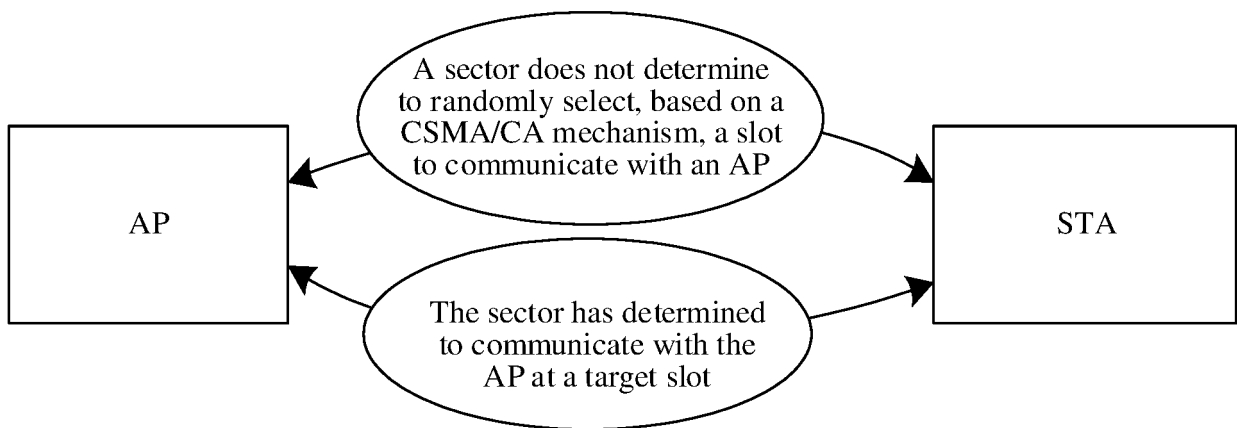 A sector does not determine
to randomly select, based on a
CSMA/CA mechanism, a slot
to communicate with an AP
AP
STA
The sector has determined
to communicate with the
AP at a target slot